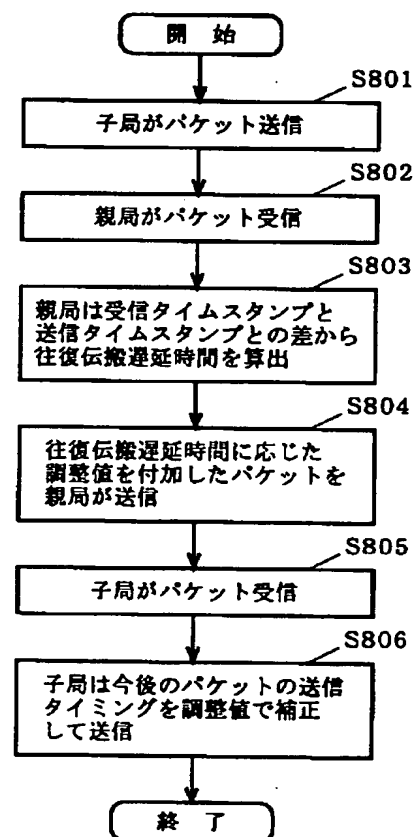 開 始
S801
子局がパケット送信
S802
親局がパケット受信
S803
親局は受信タイムスタンプと
送信タイムスタンプとの差から
往復伝搬遅延時間を算出
S804
往復伝搬遅延時間に応じた
調整値を付加したパケットを
親局が送信
S805
子局がパケット受信
S806
子局は今後のパケットの送信
タイミングを調整値で補正
して送信
終 了